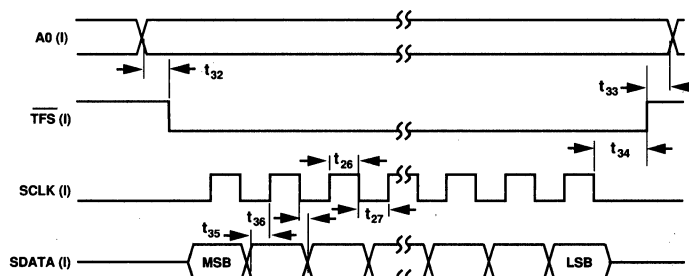 A0 (I)
t32
t33
TFS (I)
t34
t26
SCLK (I)
t36
t27
t35
SDATA (I)
MSB
LSB